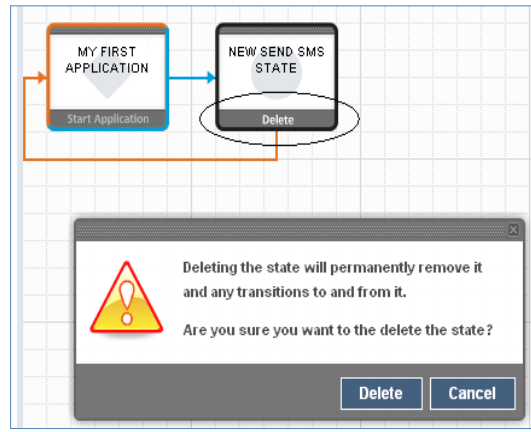 MY FIRST
APPLICATION
Start Application
NEW SEND SMS
STATE
Delete
Deleting the state will permanently remove it
and any transitions to and from it.
Are you sure you want to the delete the state?
Delete
Cancel